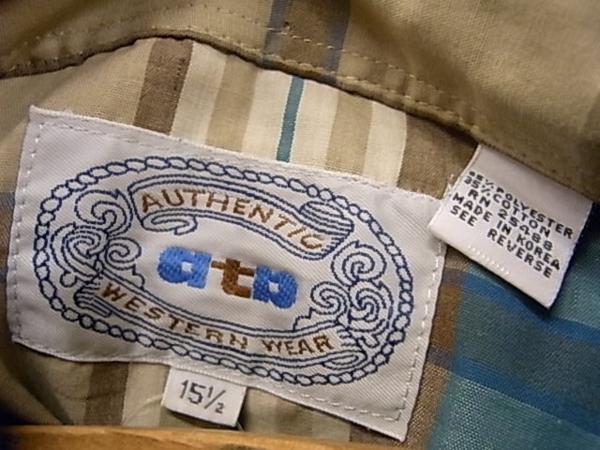 AUTHENTIC
atb
WESTERN WEAR
15½
POLYESTER
COTTON
RN 25488
MADE IN KOREA
SEE REVERSE